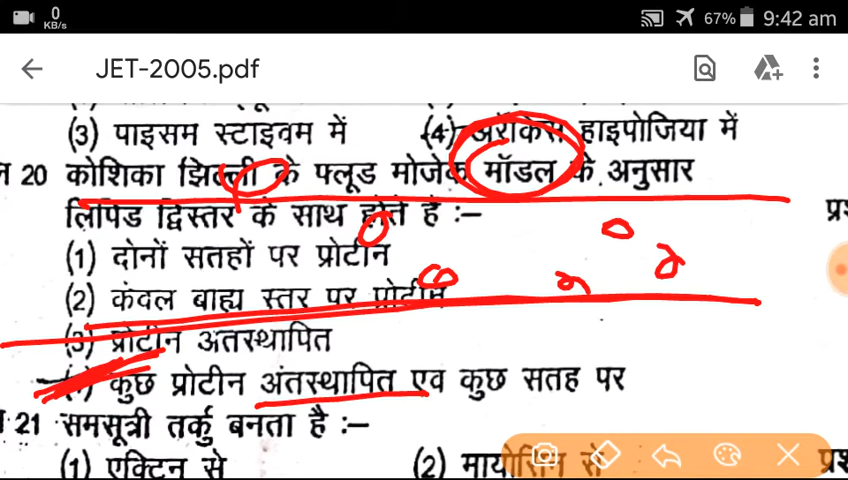 0 KB/s 67% 9:42 am
JET-2005.pdf
(3) पाइसम स्टाइवम में (4) अरेकिस हाइपोजिया में
न 20 कोशिका झिल्ली के फ्लूड मोजेक मॉडल के अनुसार
लिपिड द्विस्तर के साथ होते है :–
प्रश
(1) दोनों सतहों पर प्रोटीन
(2) केवल बाह्य स्तर पर प्रोटीन
(3) प्रोटीन अंतस्थापित
कुछ प्रोटीन अंतस्थापित एव कुछ सतह पर
न 21 समसूत्री तर्कु बनता है :–
(1) एक्टिन से (2) मायोसिन से प्रश